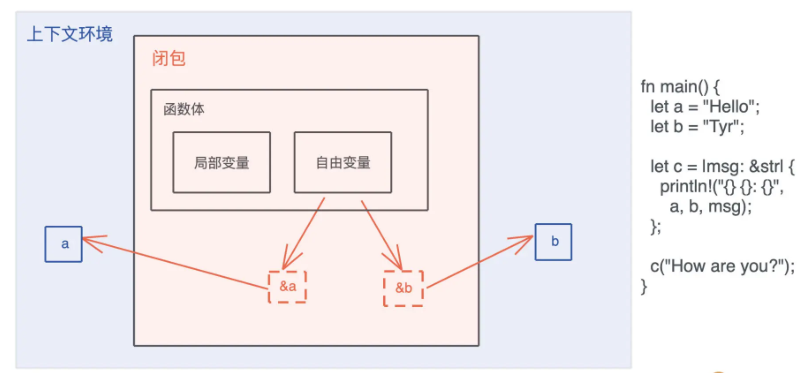 上下文环境
闭包
函数体
局部变量
自由变量
a
b
&a
&b
fn main() {
let a = "Hello";
let b = "Tyr";
let c = |msg: &str| {
println!("{} {}: {}",
a, b, msg);
};
c("How are you?");
}